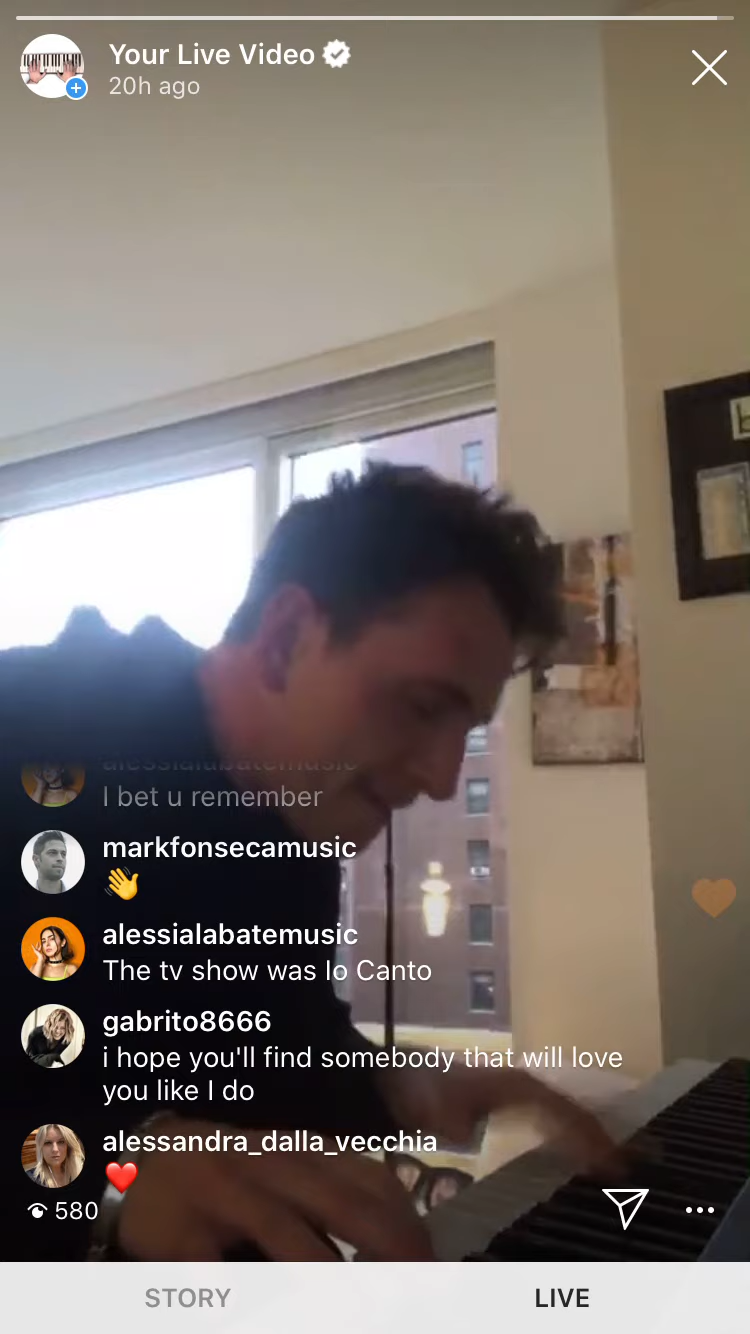 Your Live Video
20h ago
alessialabatemusic
I bet u remember
markfonsecamusic
👋
alessialabatemusic
The tv show was Io Canto
gabrito8666
i hope you'll find somebody that will love
you like I do
alessandra_dalla_vecchia
❤️
580
STORY
LIVE